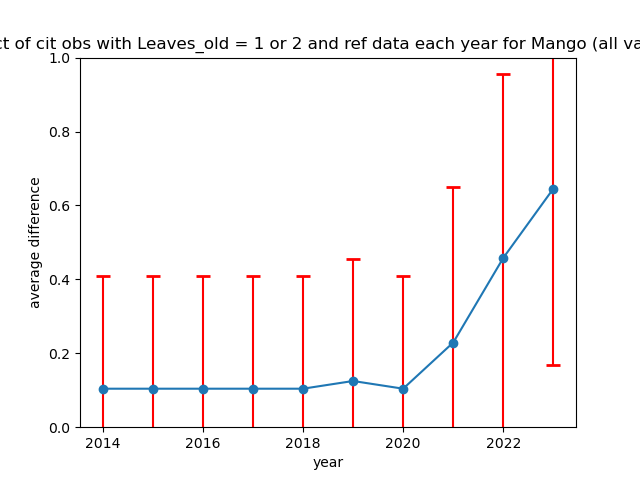 ct of cit obs with Leaves_old = 1 or 2 and ref data each year for Mango (all va
1.0
0.8
0.6
0.4
0.2
0.0
average difference
2014 2016 2018 2020 2022
year